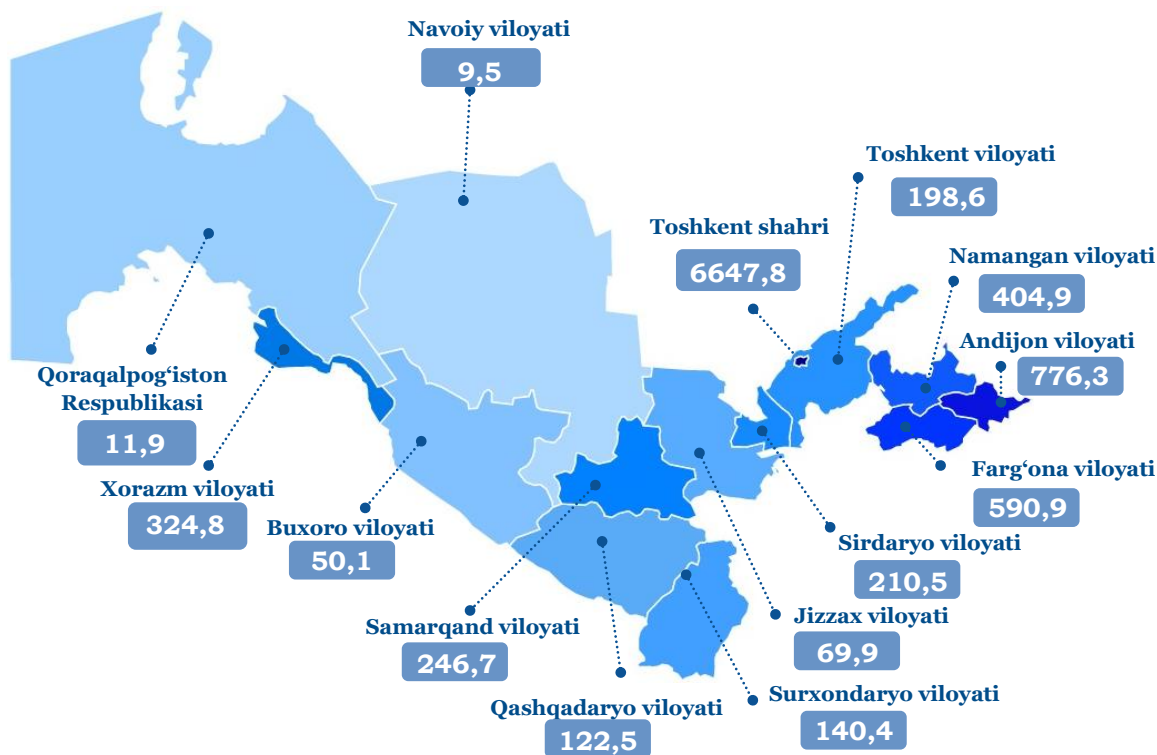 Navoiy viloyati
9,5
Toshkent viloyati
198,6
Toshkent shahri
6647,8
Namangan viloyati
404,9
Andijon viloyati
776,3
Qoraqalpog‘iston
Respublikasi
11,9
Farg‘ona viloyati
590,9
Xorazm viloyati
324,8
Buxoro viloyati
50,1
Sirdaryo viloyati
210,5
Samarqand viloyati
246,7
Jizzax viloyati
69,9
Qashqadaryo viloyati
122,5
Surxondaryo viloyati
140,4